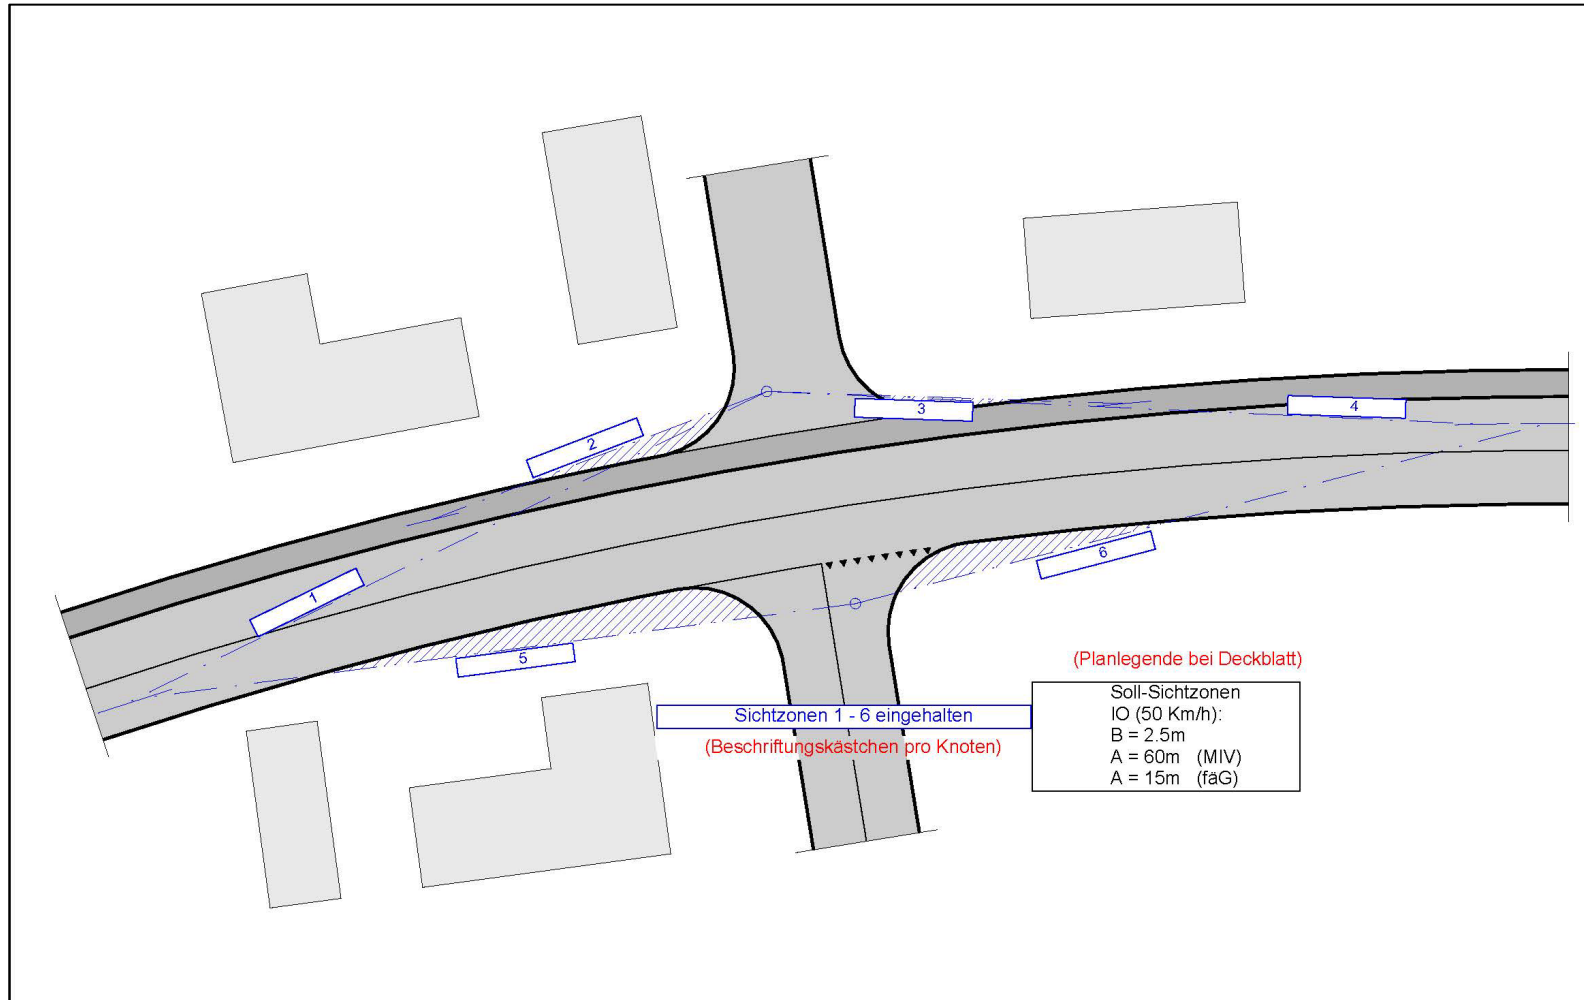 2
3
4
1
6
5
(Planlegende bei Deckblatt)
Sichtzonen 1 - 6 eingehalten
(Beschriftungskästchen pro Knoten)
Soll-Sichtzonen
IO (50 Km/h):
B = 2.5m
A = 60m (MIV)
A = 15m (fäG)